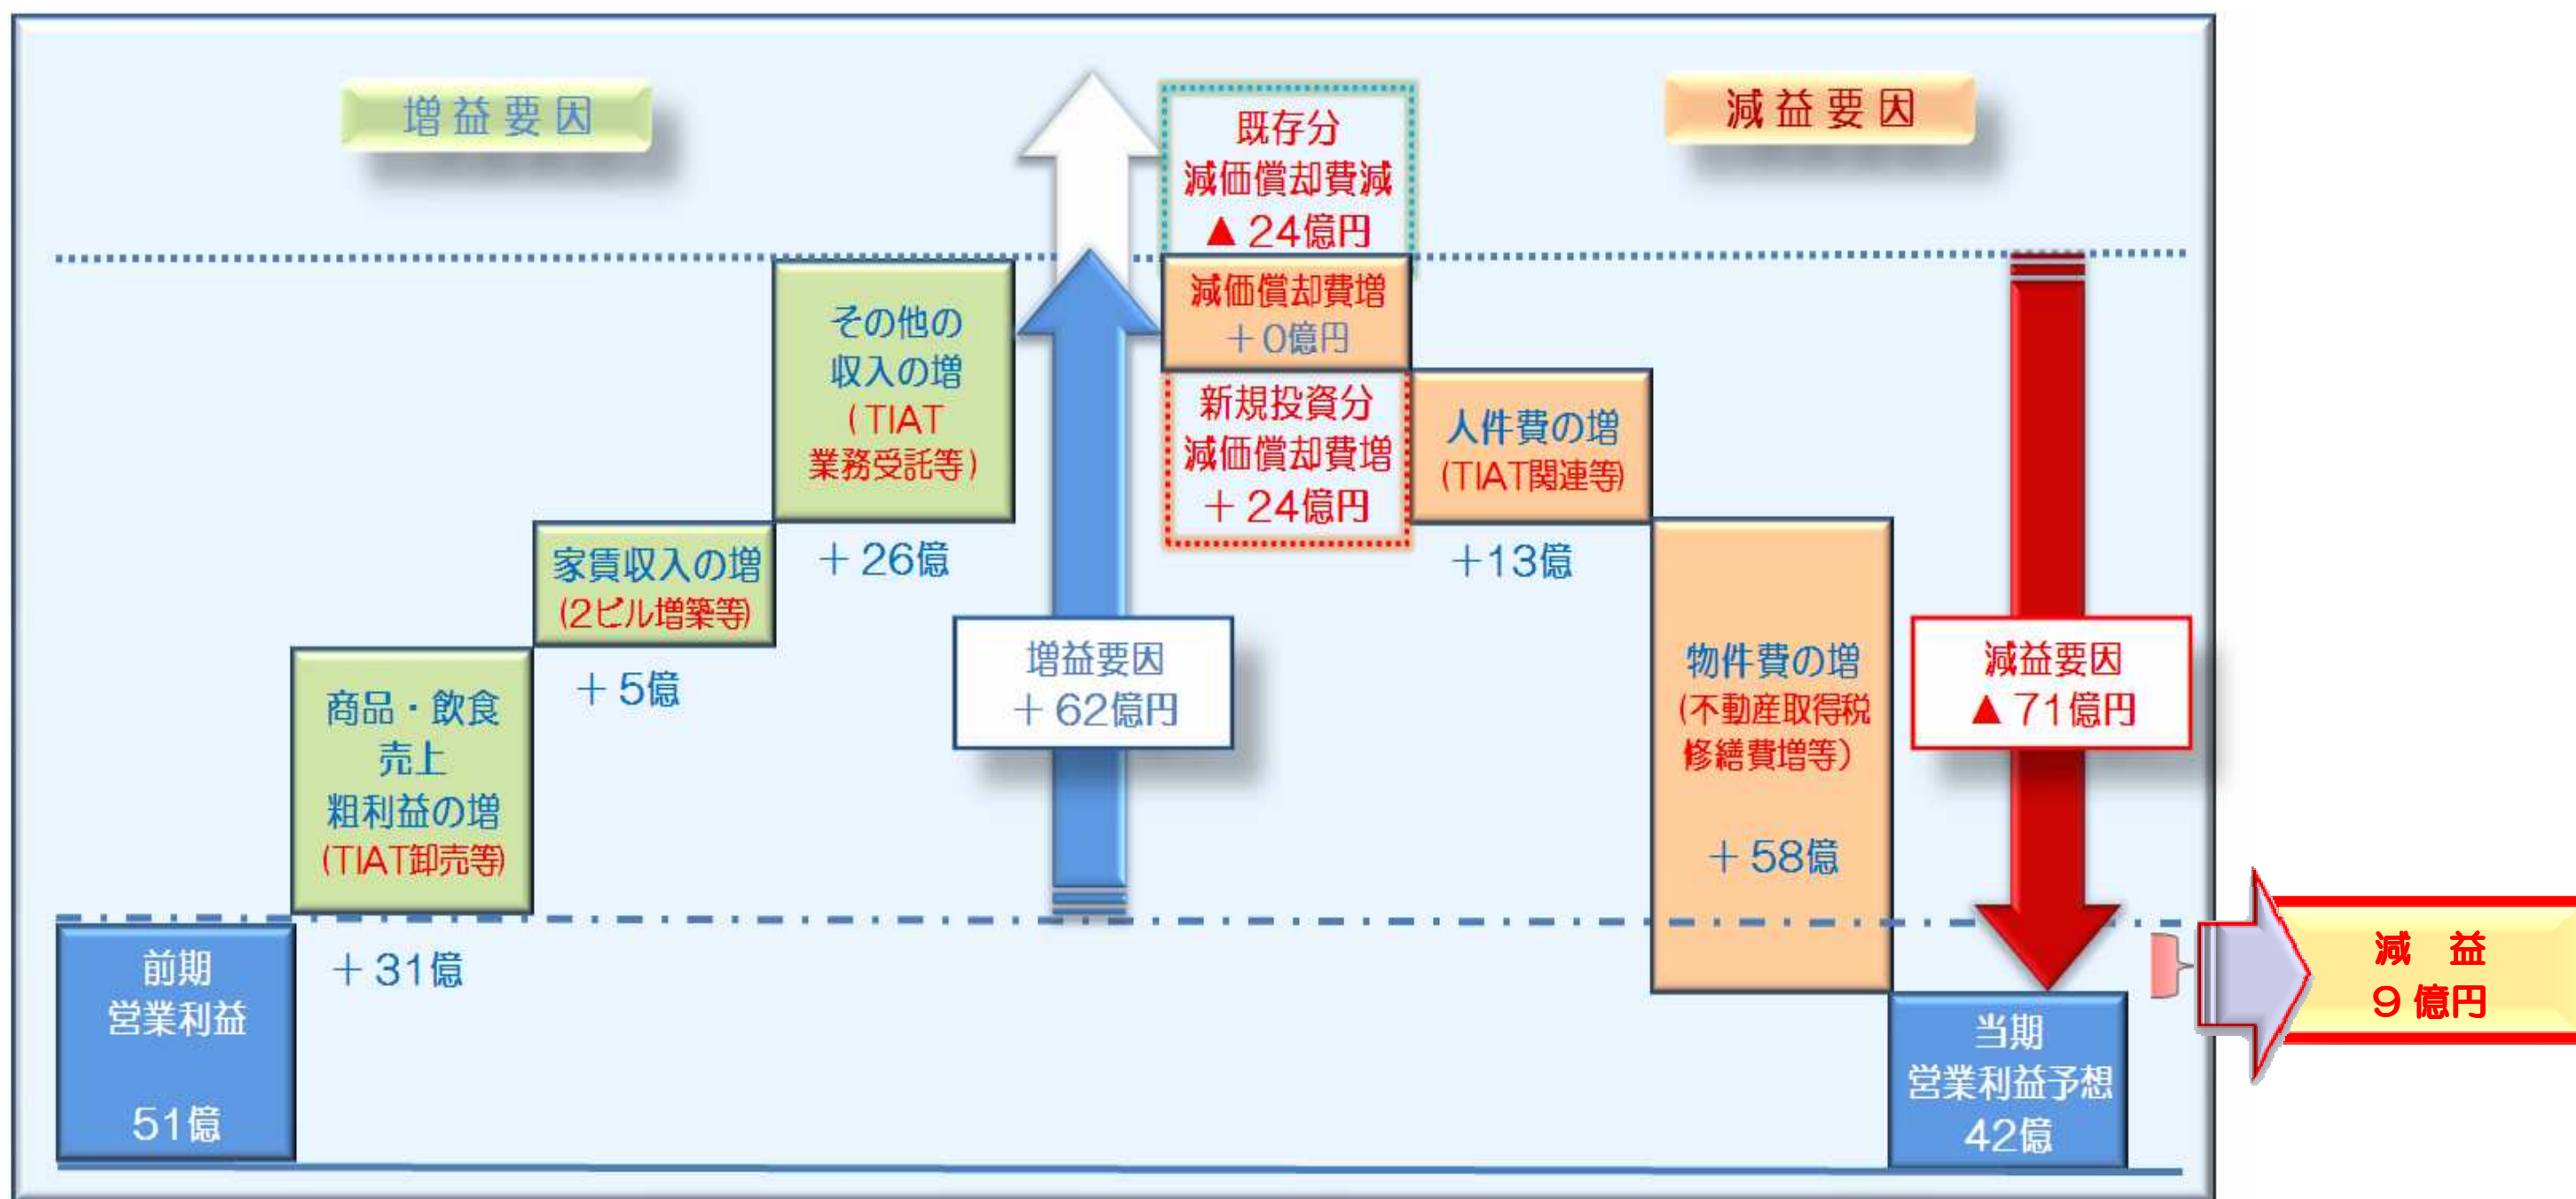 増益要因
減益要因
既存分
減価償却費減
▲ 24億円
減価償却費増
＋0億円
新規投資分
減価償却費増
＋ 24億円
その他の
収入の増
(TIAT
業務受託等)
＋ 26億
家賃収入の増
(2ビル増築等)
＋ 5億
商品・飲食
売上
粗利益の増
(TIAT卸売等)
＋ 31億
前期
営業利益
51億
増益要因
＋ 62億円
人件費の増
(TIAT関連等)
＋13億
物件費の増
(不動産取得税
修繕費増等)
＋ 58億
減益要因
▲ 71億円
当期
営業利益予想
42億
減 益
9 億円